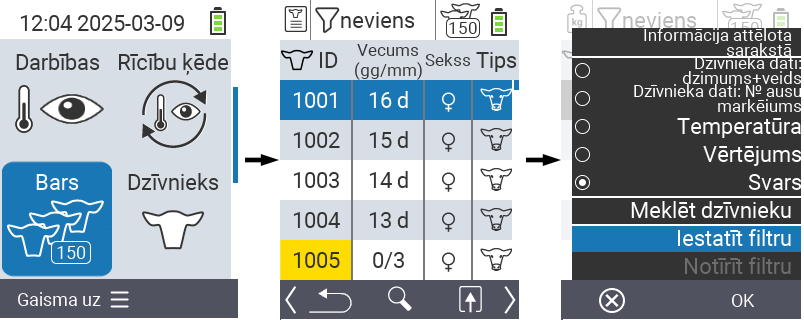 12:04 2025-03-09
Darbības Rīcību ķēde
Bars Dzīvnieks
150
Gaisma uz
neviens
150
ID Vecums (gg/mm) Sekss Tips
1001 16 d ♀
1002 15 d ♀
1003 14 d ♀
1004 13 d ♀
1005 0/3 ♀
kg neviens
150
Informācija attēlota
sarakstā
Dzīvnieka dati:
dzimums+veids
Dzīvnieka dati: № ausu
marķējums
Temperatūra
Vērtējums
Svars
Meklēt dzīvnieku
Iestatīt filtru
Notīrīt filtru
OK